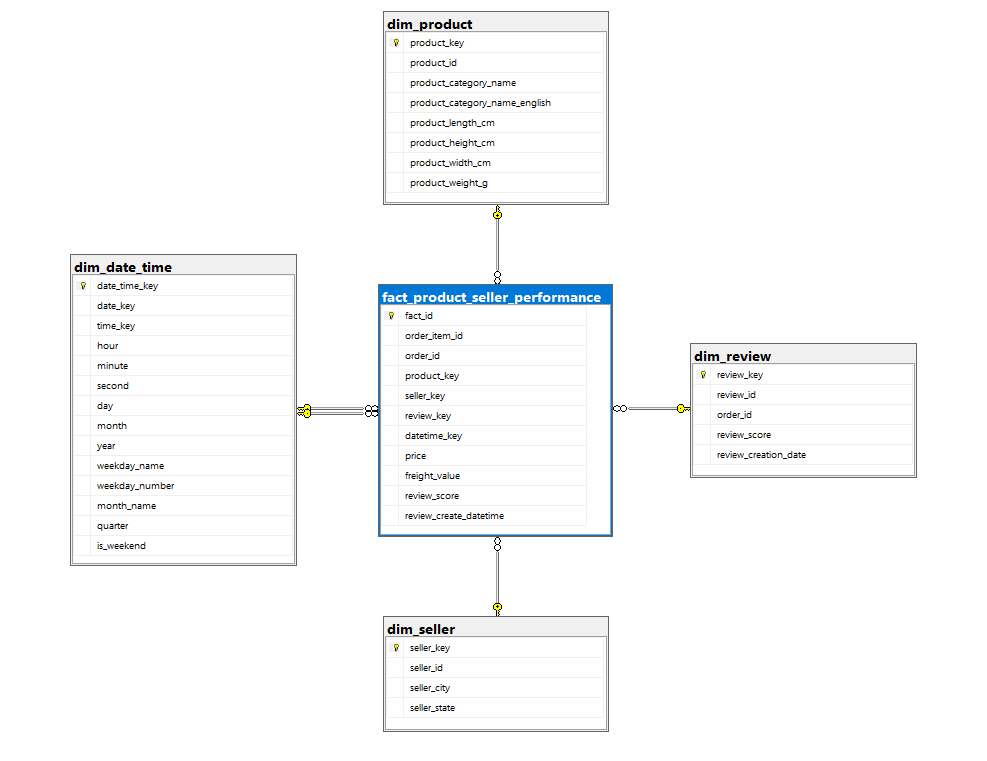 dim_product
product_key
product_id
product_category_name
product_category_name_english
product_length_cm
product_height_cm
product_width_cm
product_weight_g
dim_date_time
date_time_key
date_key
time_key
hour
minute
second
day
month
year
weekday_name
weekday_number
month_name
quarter
is_weekend
fact_product_seller_performance
fact_id
order_item_id
order_id
product_key
seller_key
review_key
datetime_key
price
freight_value
review_score
review_create_datetime
dim_review
review_key
review_id
order_id
review_score
review_creation_date
dim_seller
seller_key
seller_id
seller_city
seller_state